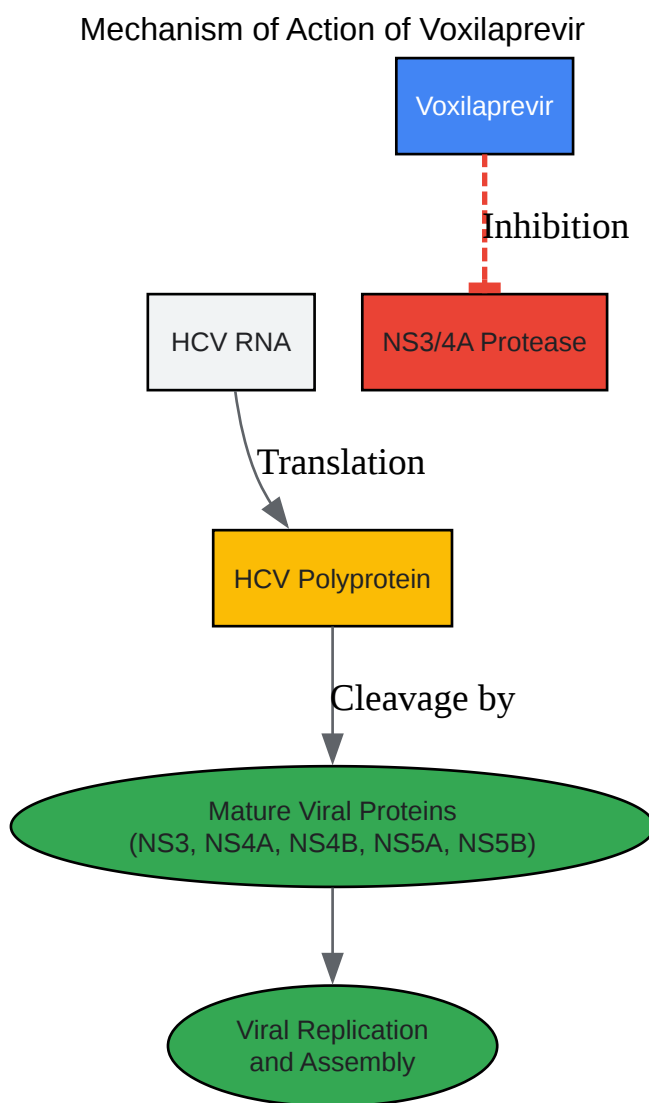 Mechanism of Action of Voxilaprevir
Voxilaprevir
Inhibition
HCV RNA
NS3/4A Protease
Translation
HCV Polyprotein
Cleavage by
Mature Viral Proteins
(NS3, NS4A, NS4B, NS5A, NS5B)
Viral Replication
and Assembly